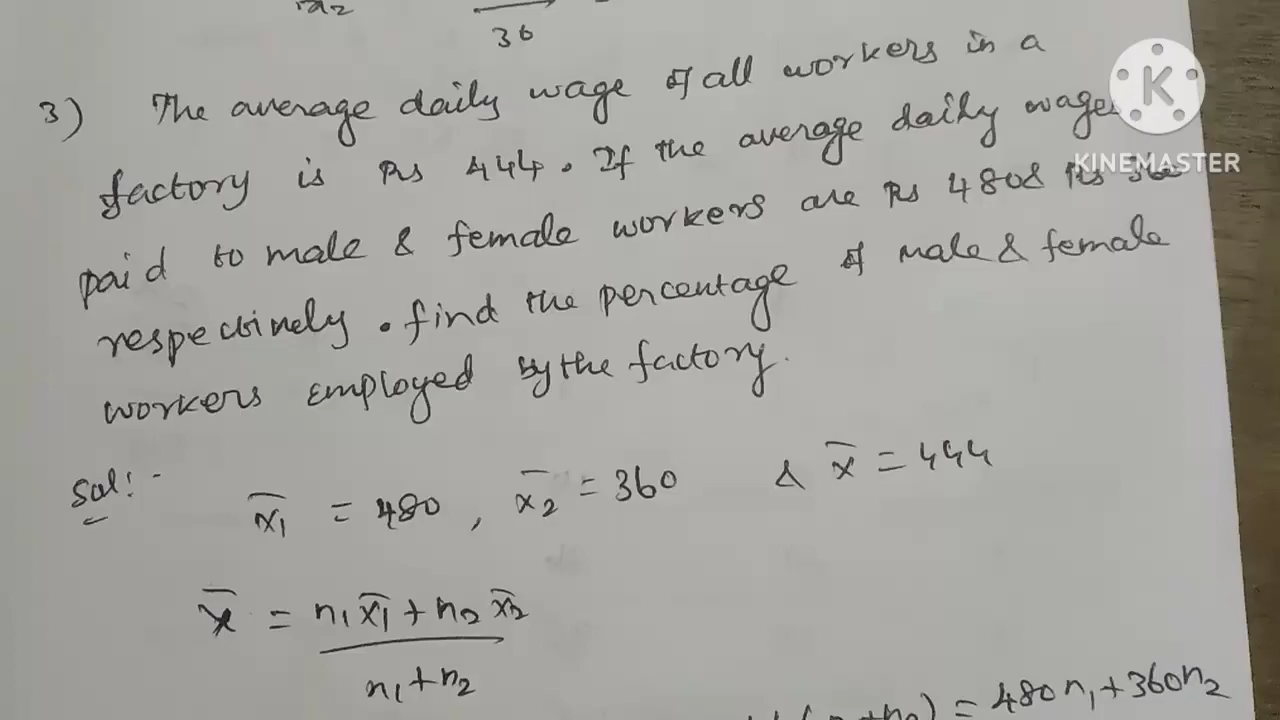 x2
36
3) The average daily wage of all workers in a
factory is Rs 444. If the average daily wages
paid to male & female workers are Rs 480& Rs
respectively. find the percentage of male & female
workers employed by the factory.
Sol:-
x̄1 = 480, x̄2 = 360 & x̄ = 444
x̄ = n1x̄1 + n2x̄2
n1+n2
= 480n1+360n2
K
KINEMASTER